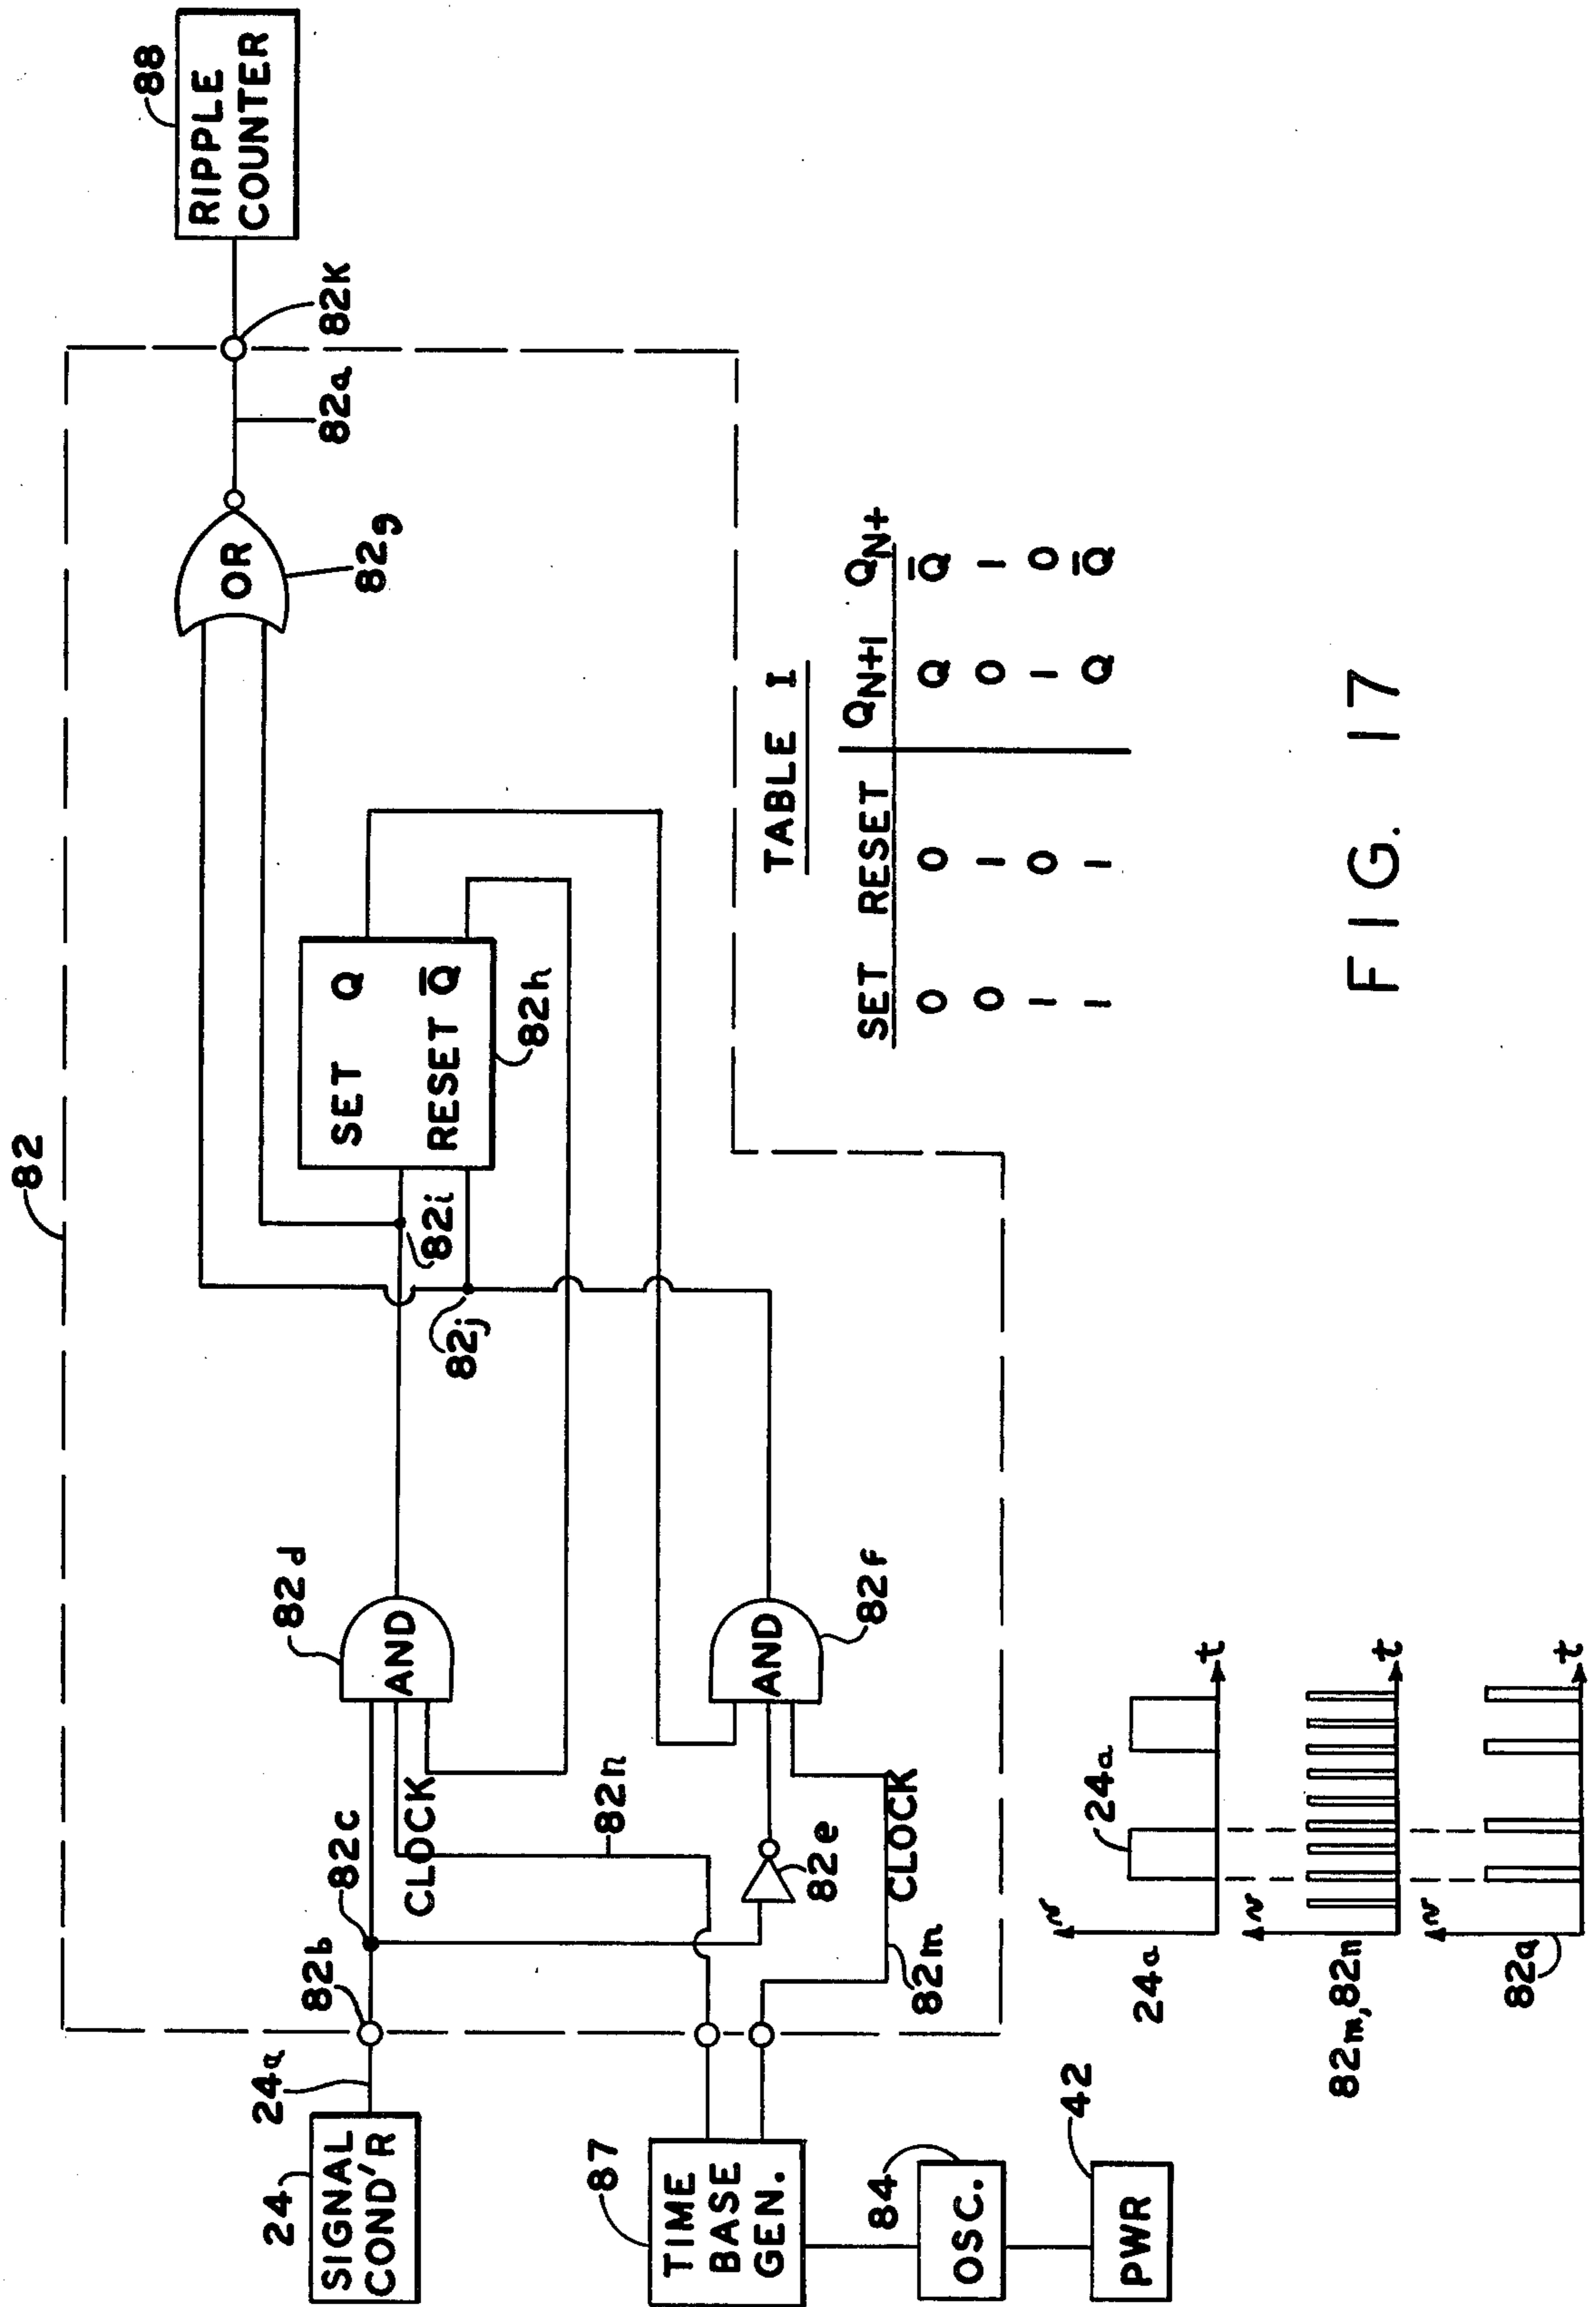 82
24
SIGNAL
COND'R
24a
82b
82c
CLOCK
82d
AND
82n
82e
CLOCK
82m
AND
82f
87
TIME
BASE
GEN.
84
OSC.
42
PWR
82i
82j
SET Q
RESET Q̅
82h
OR
82g
82a
82K
88
RIPPLE
COUNTER
TABLE I
SET RESET QN+1 QN+
0 0 Q Q̅
0 1 0 1
1 0 1 0
1 1 Q Q̅
24a
v
24a
t
v
82m,82n
t
v
82a
t
FIG. 17